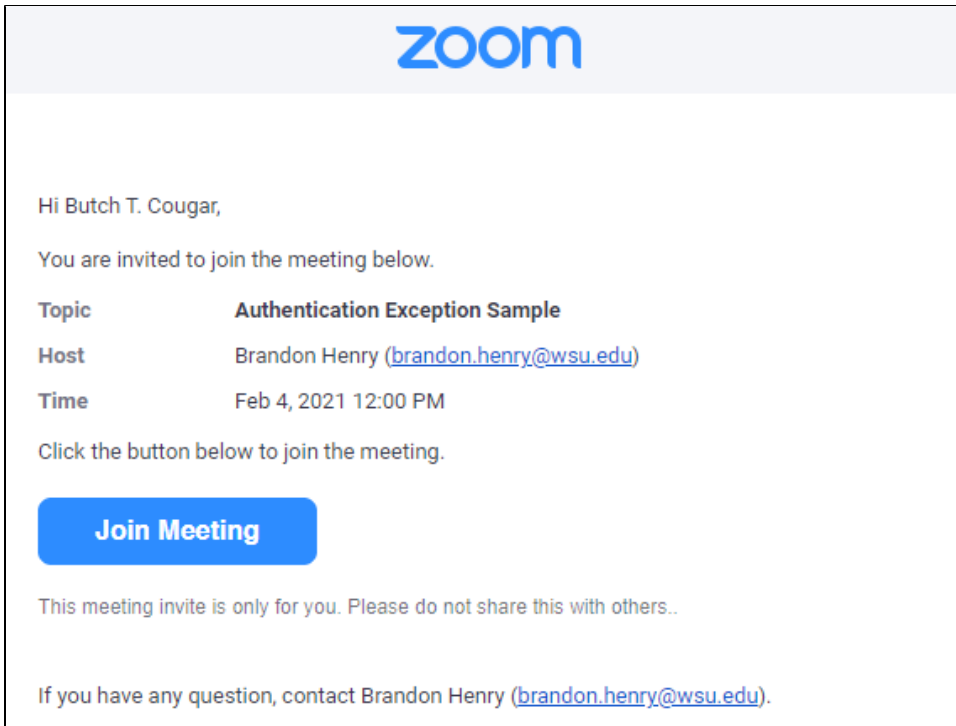 zoom
Hi Butch T. Cougar,
You are invited to join the meeting below.
Topic Authentication Exception Sample
Host Brandon Henry (brandon.henry@wsu.edu)
Time Feb 4, 2021 12:00 PM
Click the button below to join the meeting.
Join Meeting
This meeting invite is only for you. Please do not share this with others..
If you have any question, contact Brandon Henry (brandon.henry@wsu.edu).